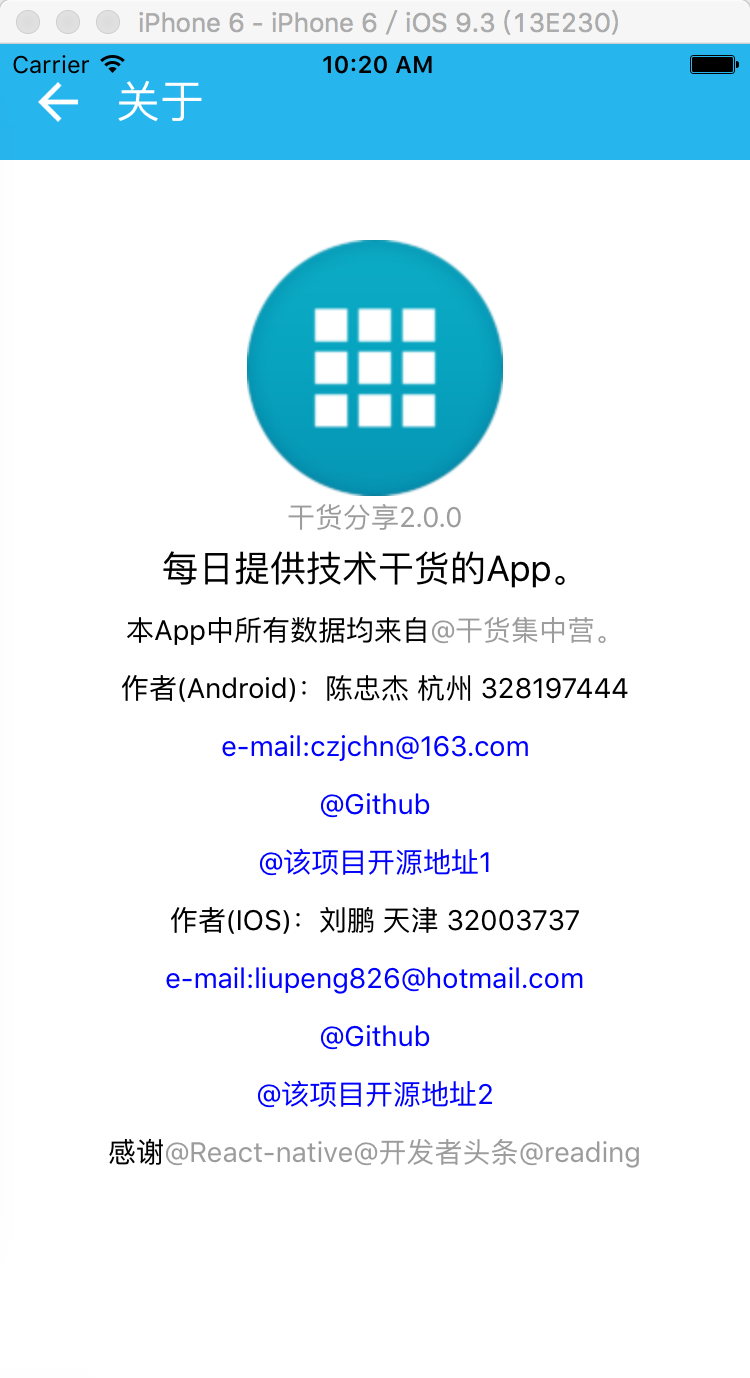 iPhone 6 - iPhone 6 / iOS 9.3 (13E230)
Carrier 10:20 AM
关于
干货分享2.0.0
每日提供技术干货的App。
本App中所有数据均来自@干货集中营。
作者(Android)：陈忠杰 杭州 328197444
e-mail:czjchn@163.com
@Github
@该项目开源地址1
作者(IOS)：刘鹏 天津 32003737
e-mail:liupeng826@hotmail.com
@Github
@该项目开源地址2
感谢@React-native@开发者头条@reading